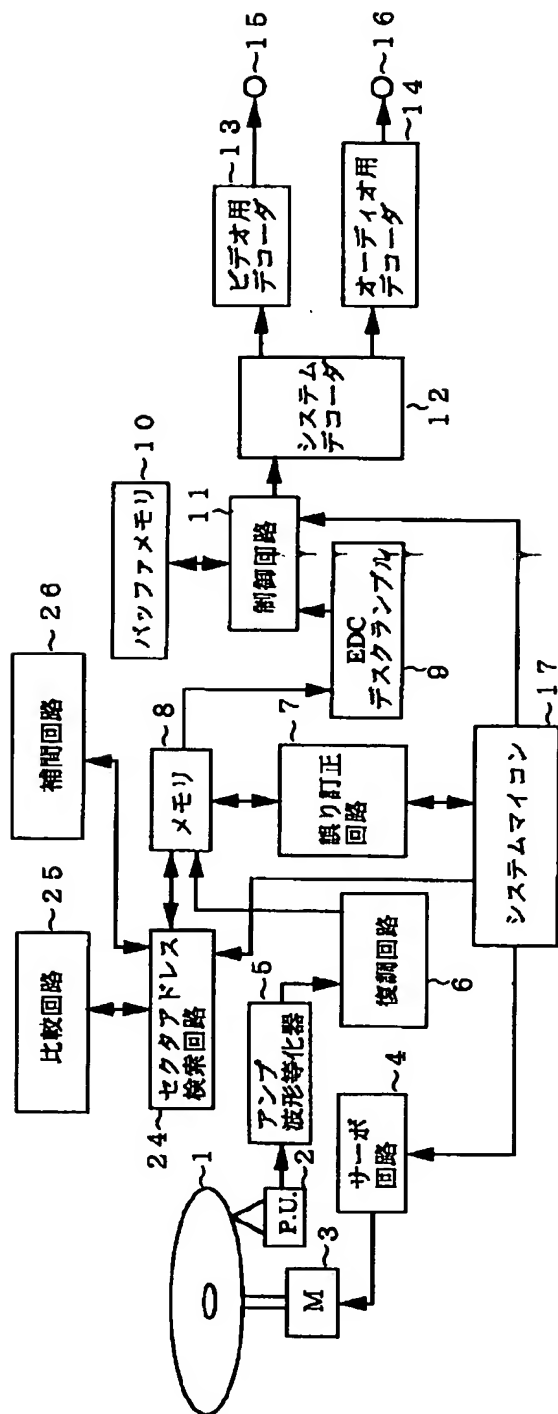 比較回路
~25
補間回路
~26
24
セクタアドレス
検索回路
メモリ
~8
バッファメモリ
~10
11
制御回路
システム
デコーダ
~12
ビデオ用
デコーダ
~13
~15
オーディオ用
デコーダ
~14
~16
EDC
デスクランブル
~9
誤り訂正
回路
~7
アンプ
波形等化器
~5
復調回路
~6
~1
P.U.
~2
M
~3
サーボ
回路
~4
システムマイコン
~17